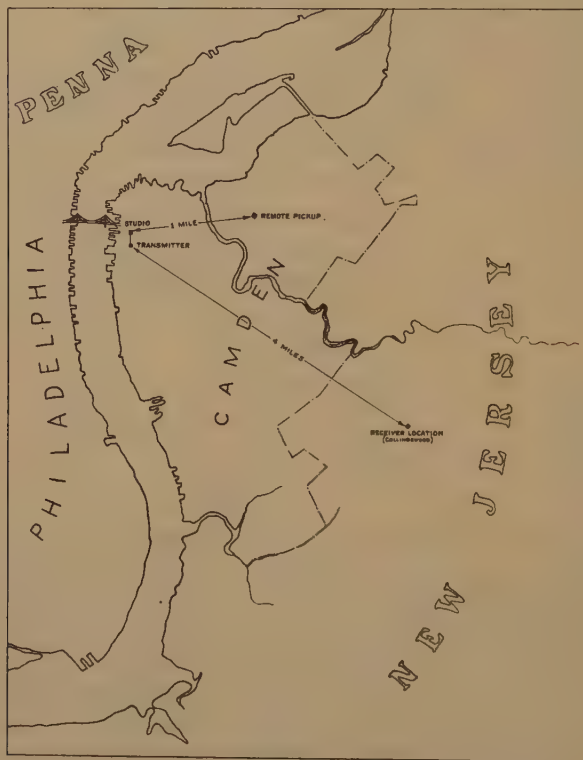 PENNA
PHILADELPHIA
STUDIO
1 MILE
REMOTE PICKUP
TRANSMITTER
CAMDEN
4 MILES
RECEIVER LOCATION
(COLLINGSWOOD)
NEW JERSEY